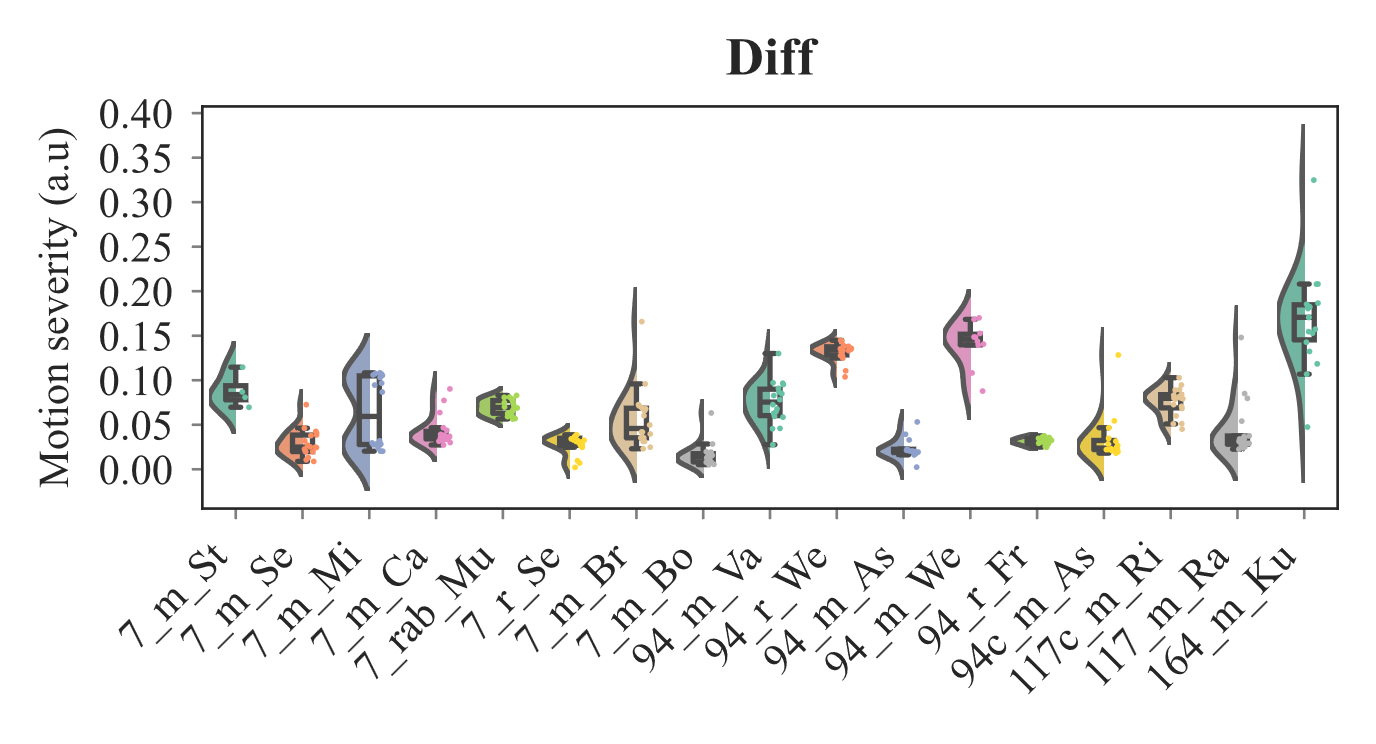 Diff
Motion severity (a.u)
0.40
0.35
0.30
0.25
0.20
0.15
0.10
0.05
0.00
7_m_St
7_m_Se
7_m_Mi
7_m_Ca
7_rab_Mu
7_r_Se
7_m_Br
7_m_Bo
94_m_Va
94_r_We
94_m_As
94_m_We
94_r_Fr
94c_m_As
117c_m_Ri
117_m_Ra
164_m_Ku